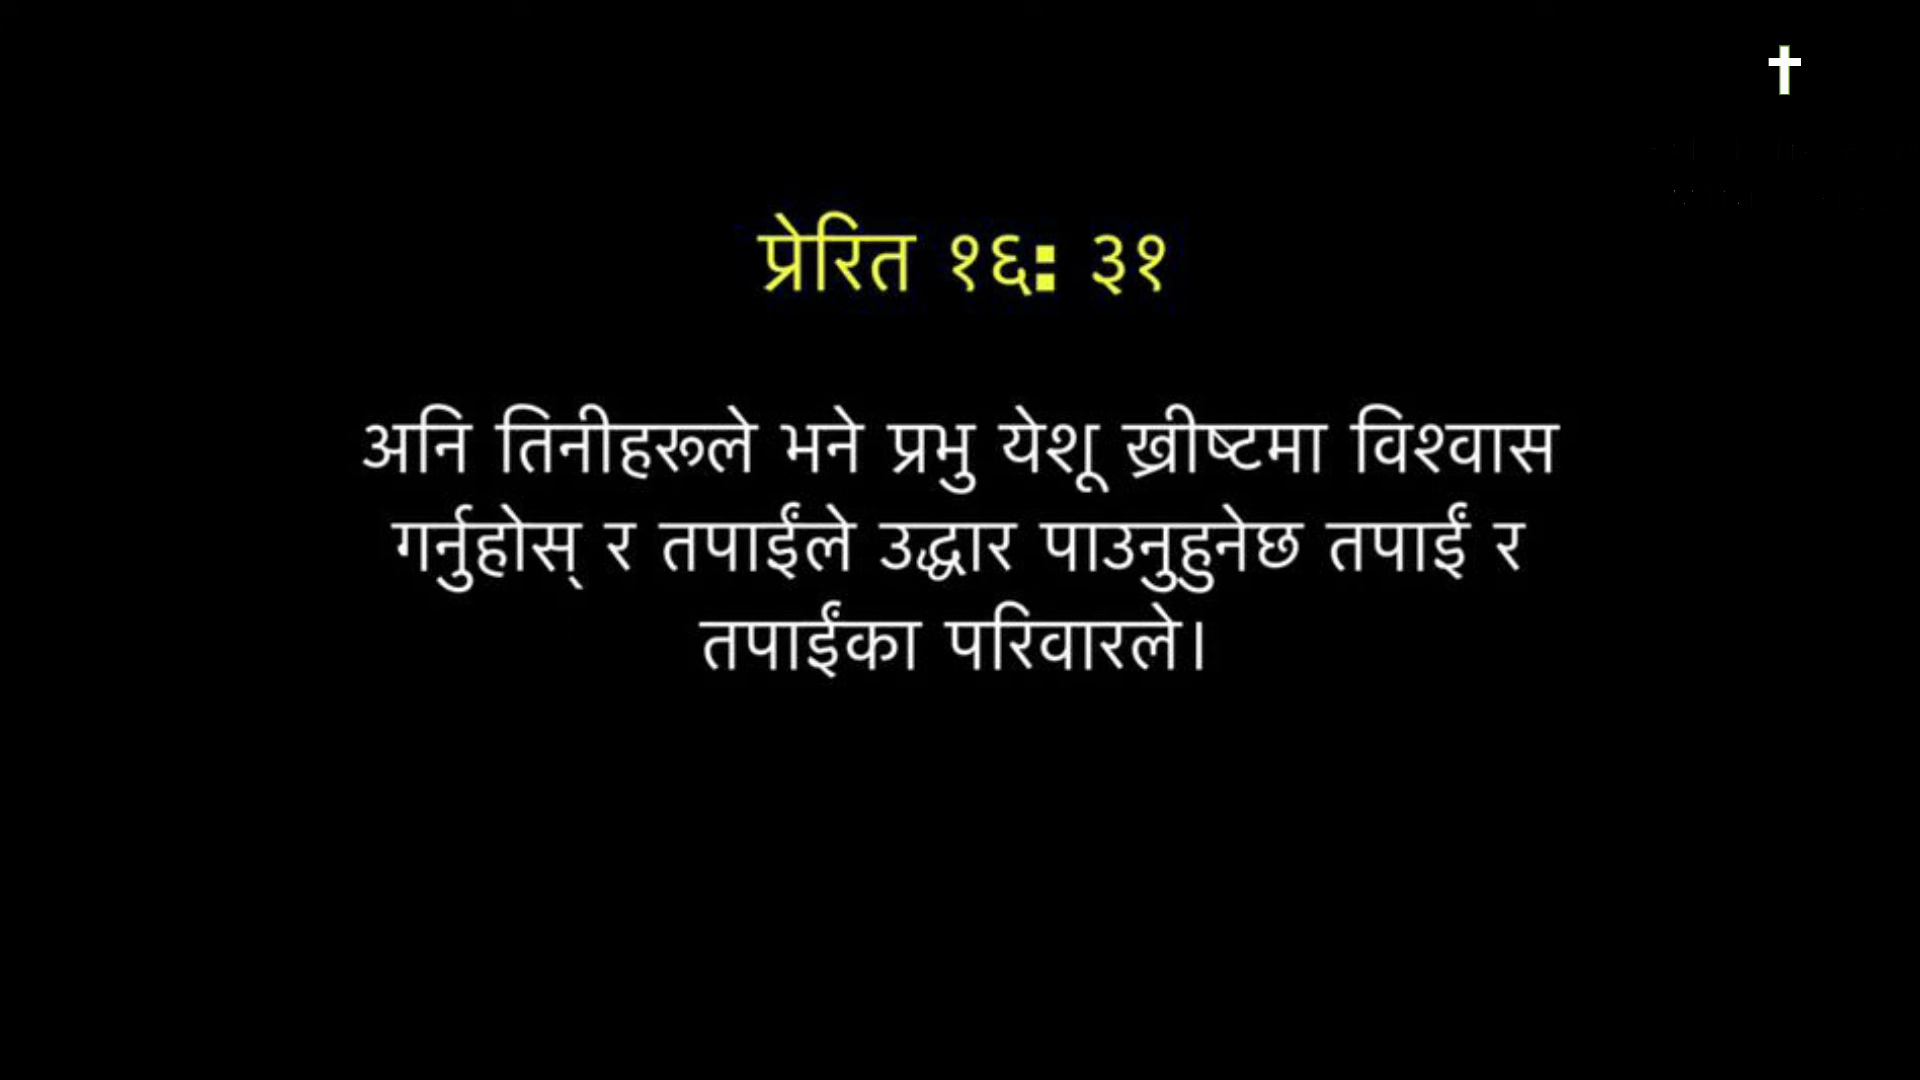 प्रेरित १६: ३१
अनि तिनीहरूले भने प्रभु येशू ख्रीष्टमा विश्वास
गर्नुहोस् र तपाईंले उद्धार पाउनुहुनेछ तपाईं र
तपाईंका परिवारले।